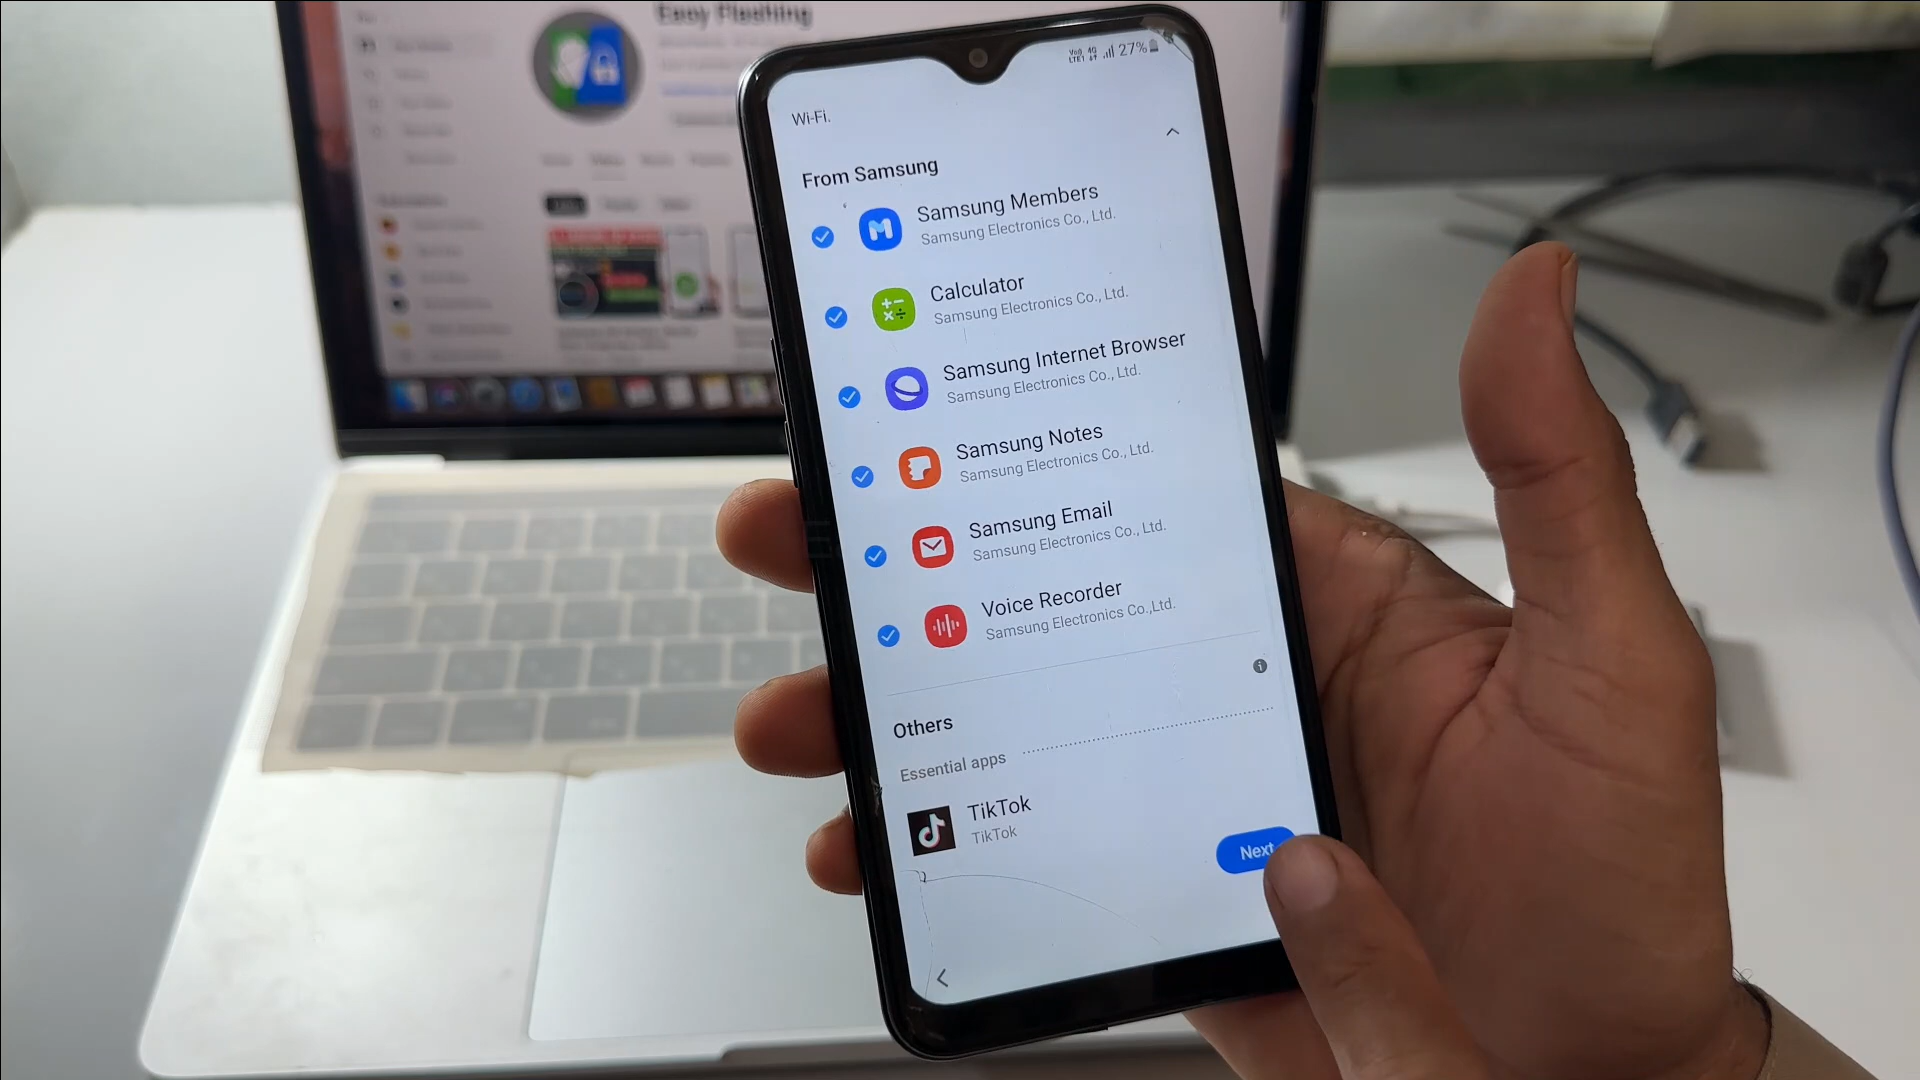 Easy Flashing
VoLTE1 4G 27%
Wi-Fi.
From Samsung
Samsung Members
Samsung Electronics Co., Ltd.
Calculator
Samsung Electronics Co., Ltd.
Samsung Internet Browser
Samsung Electronics Co., Ltd.
Samsung Notes
Samsung Electronics Co., Ltd.
Samsung Email
Samsung Electronics Co., Ltd.
Voice Recorder
Samsung Electronics Co.,Ltd.
Others
Essential apps
TikTok
TikTok
Next